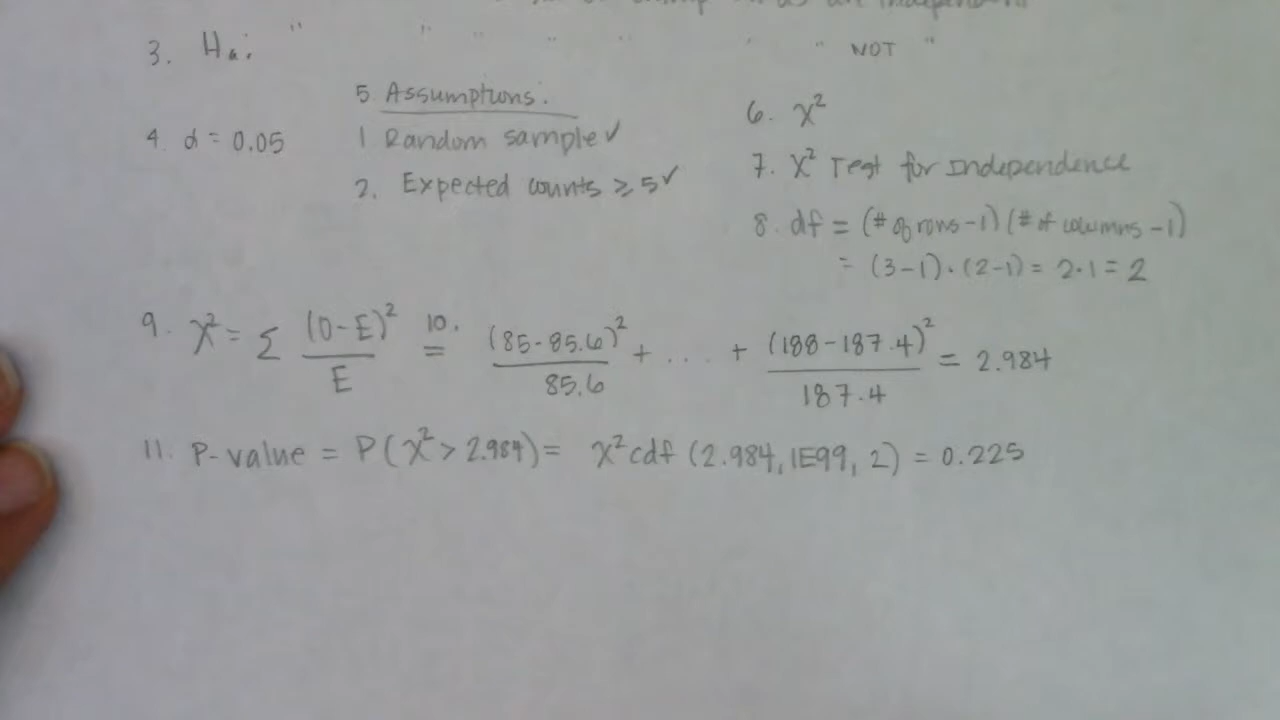 are independent
3. Ha: " " " " " " " NOT "
4. α = 0.05
5 Assumptions:
1 Random sample ✓
2. Expected counts ≥ 5 ✓
6. χ²
7. χ² Test for Independence
8. df = (# of rows - 1)(# of columns - 1)
= (3-1)·(2-1) = 2·1 = 2
9. χ² = Σ (O-E)²/E 10. = (85-85.6)²/85.6 + .... + (188-187.4)²/187.4 = 2.984
11. P-value = P(χ² > 2.984) = χ²cdf (2.984, 1E99, 2) = 0.225